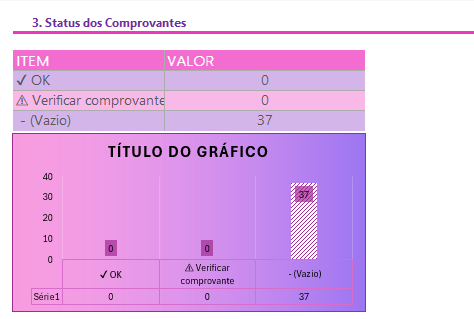 3. Status dos Comprovantes
ITEM VALOR
✓ OK 0
⚠ Verificar comprovante 0
- (Vazio) 37
TÍTULO DO GRÁFICO
40
30
20
10
0
0 0 37
✓ OK ⚠ Verificar comprovante - (Vazio)
Série1 0 0 37